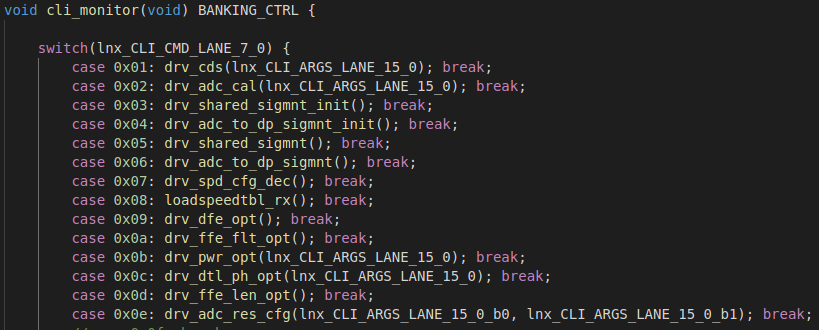 void cli_monitor(void) BANKING_CTRL {
switch(lnx_CLI_CMD_LANE_7_0) {
case 0x01: drv_cds(lnx_CLI_ARGS_LANE_15_0); break;
case 0x02: drv_adc_cal(lnx_CLI_ARGS_LANE_15_0); break;
case 0x03: drv_shared_sigmnt_init(); break;
case 0x04: drv_adc_to_dp_sigmnt_init(); break;
case 0x05: drv_shared_sigmnt(); break;
case 0x06: drv_adc_to_dp_sigmnt(); break;
case 0x07: drv_spd_cfg_dec(); break;
case 0x08: loadspeedtbl_rx(); break;
case 0x09: drv_dfe_opt(); break;
case 0x0a: drv_ffe_flt_opt(); break;
case 0x0b: drv_pwr_opt(lnx_CLI_ARGS_LANE_15_0); break;
case 0x0c: drv_dtl_ph_opt(lnx_CLI_ARGS_LANE_15_0); break;
case 0x0d: drv_ffe_len_opt(); break;
case 0x0e: drv_adc_res_cfg(lnx_CLI_ARGS_LANE_15_0_b0, lnx_CLI_ARGS_LANE_15_0_b1); break;